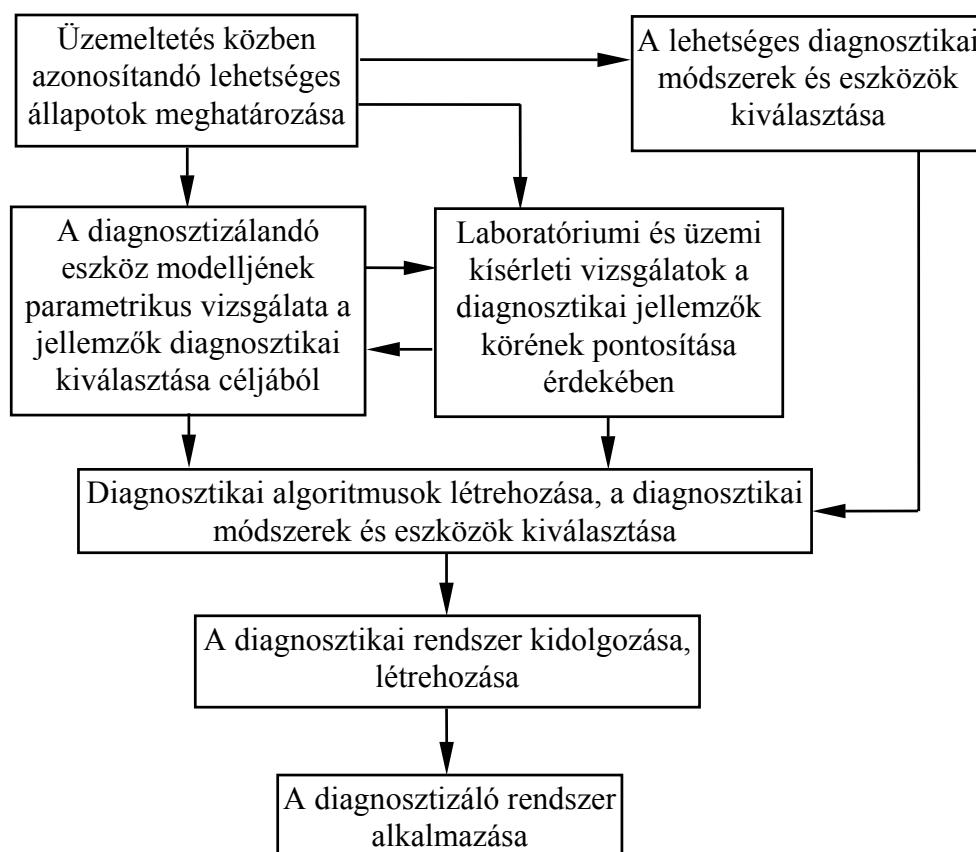 Üzemeltetés közben
azonosítandó lehetséges
állapotok meghatározása
A lehetséges diagnosztikai
módszerek és eszközök
kiválasztása
A diagnosztizálandó
eszköz modelljének
parametrikus vizsgálata a
jellemzők diagnosztikai
kiválasztása céljából
Laboratóriumi és üzemi
kísérleti vizsgálatok a
diagnosztikai jellemzők
körének pontosítása
érdekében
Diagnosztikai algoritmusok létrehozása, a diagnosztikai
módszerek és eszközök kiválasztása
A diagnosztikai rendszer kidolgozása,
létrehozása
A diagnosztizáló rendszer
alkalmazása